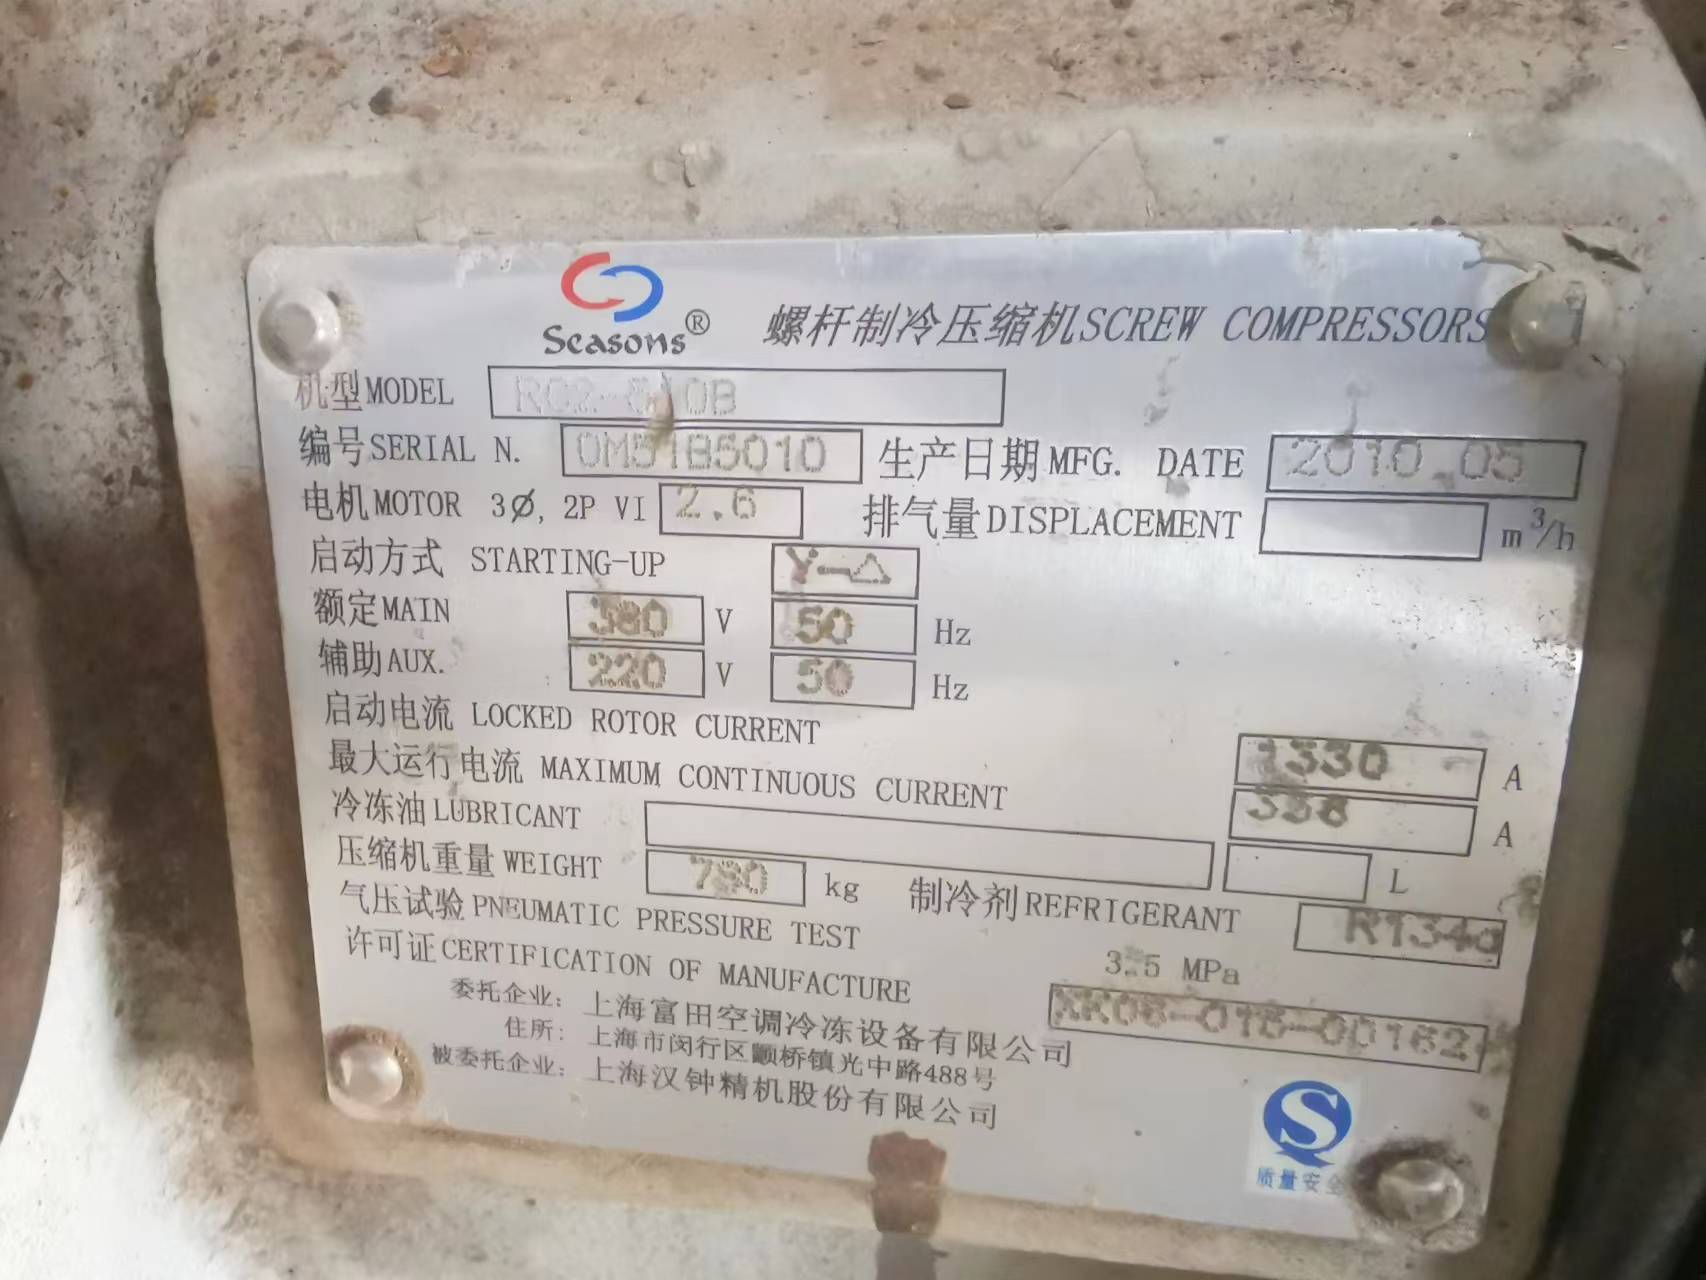 Seasons® 螺杆制冷压缩机SCREW COMPRESSORS
机型MODEL
编号SERIAL N. 0M51B5010 生产日期MFG. DATE 2010.05
电机MOTOR 3Ø, 2P VI 2.6 排气量DISPLACEMENT m³/h
启动方式 STARTING-UP Y-△
额定MAIN 380 V 50 Hz
辅助AUX. 220 V 50 Hz
启动电流 LOCKED ROTOR CURRENT 1330 A
最大运行电流 MAXIMUM CONTINUOUS CURRENT A
冷冻油LUBRICANT L
压缩机重量WEIGHT 780 kg 制冷剂REFRIGERANT R134a
气压试验PNEUMATIC PRESSURE TEST 3.5 MPa
许可证CERTIFICATION OF MANUFACTURE
委托企业: 上海富田空调冷冻设备有限公司
住所: 上海市闵行区颛桥镇光中路488号
被委托企业: 上海汉钟精机股份有限公司
质量安全